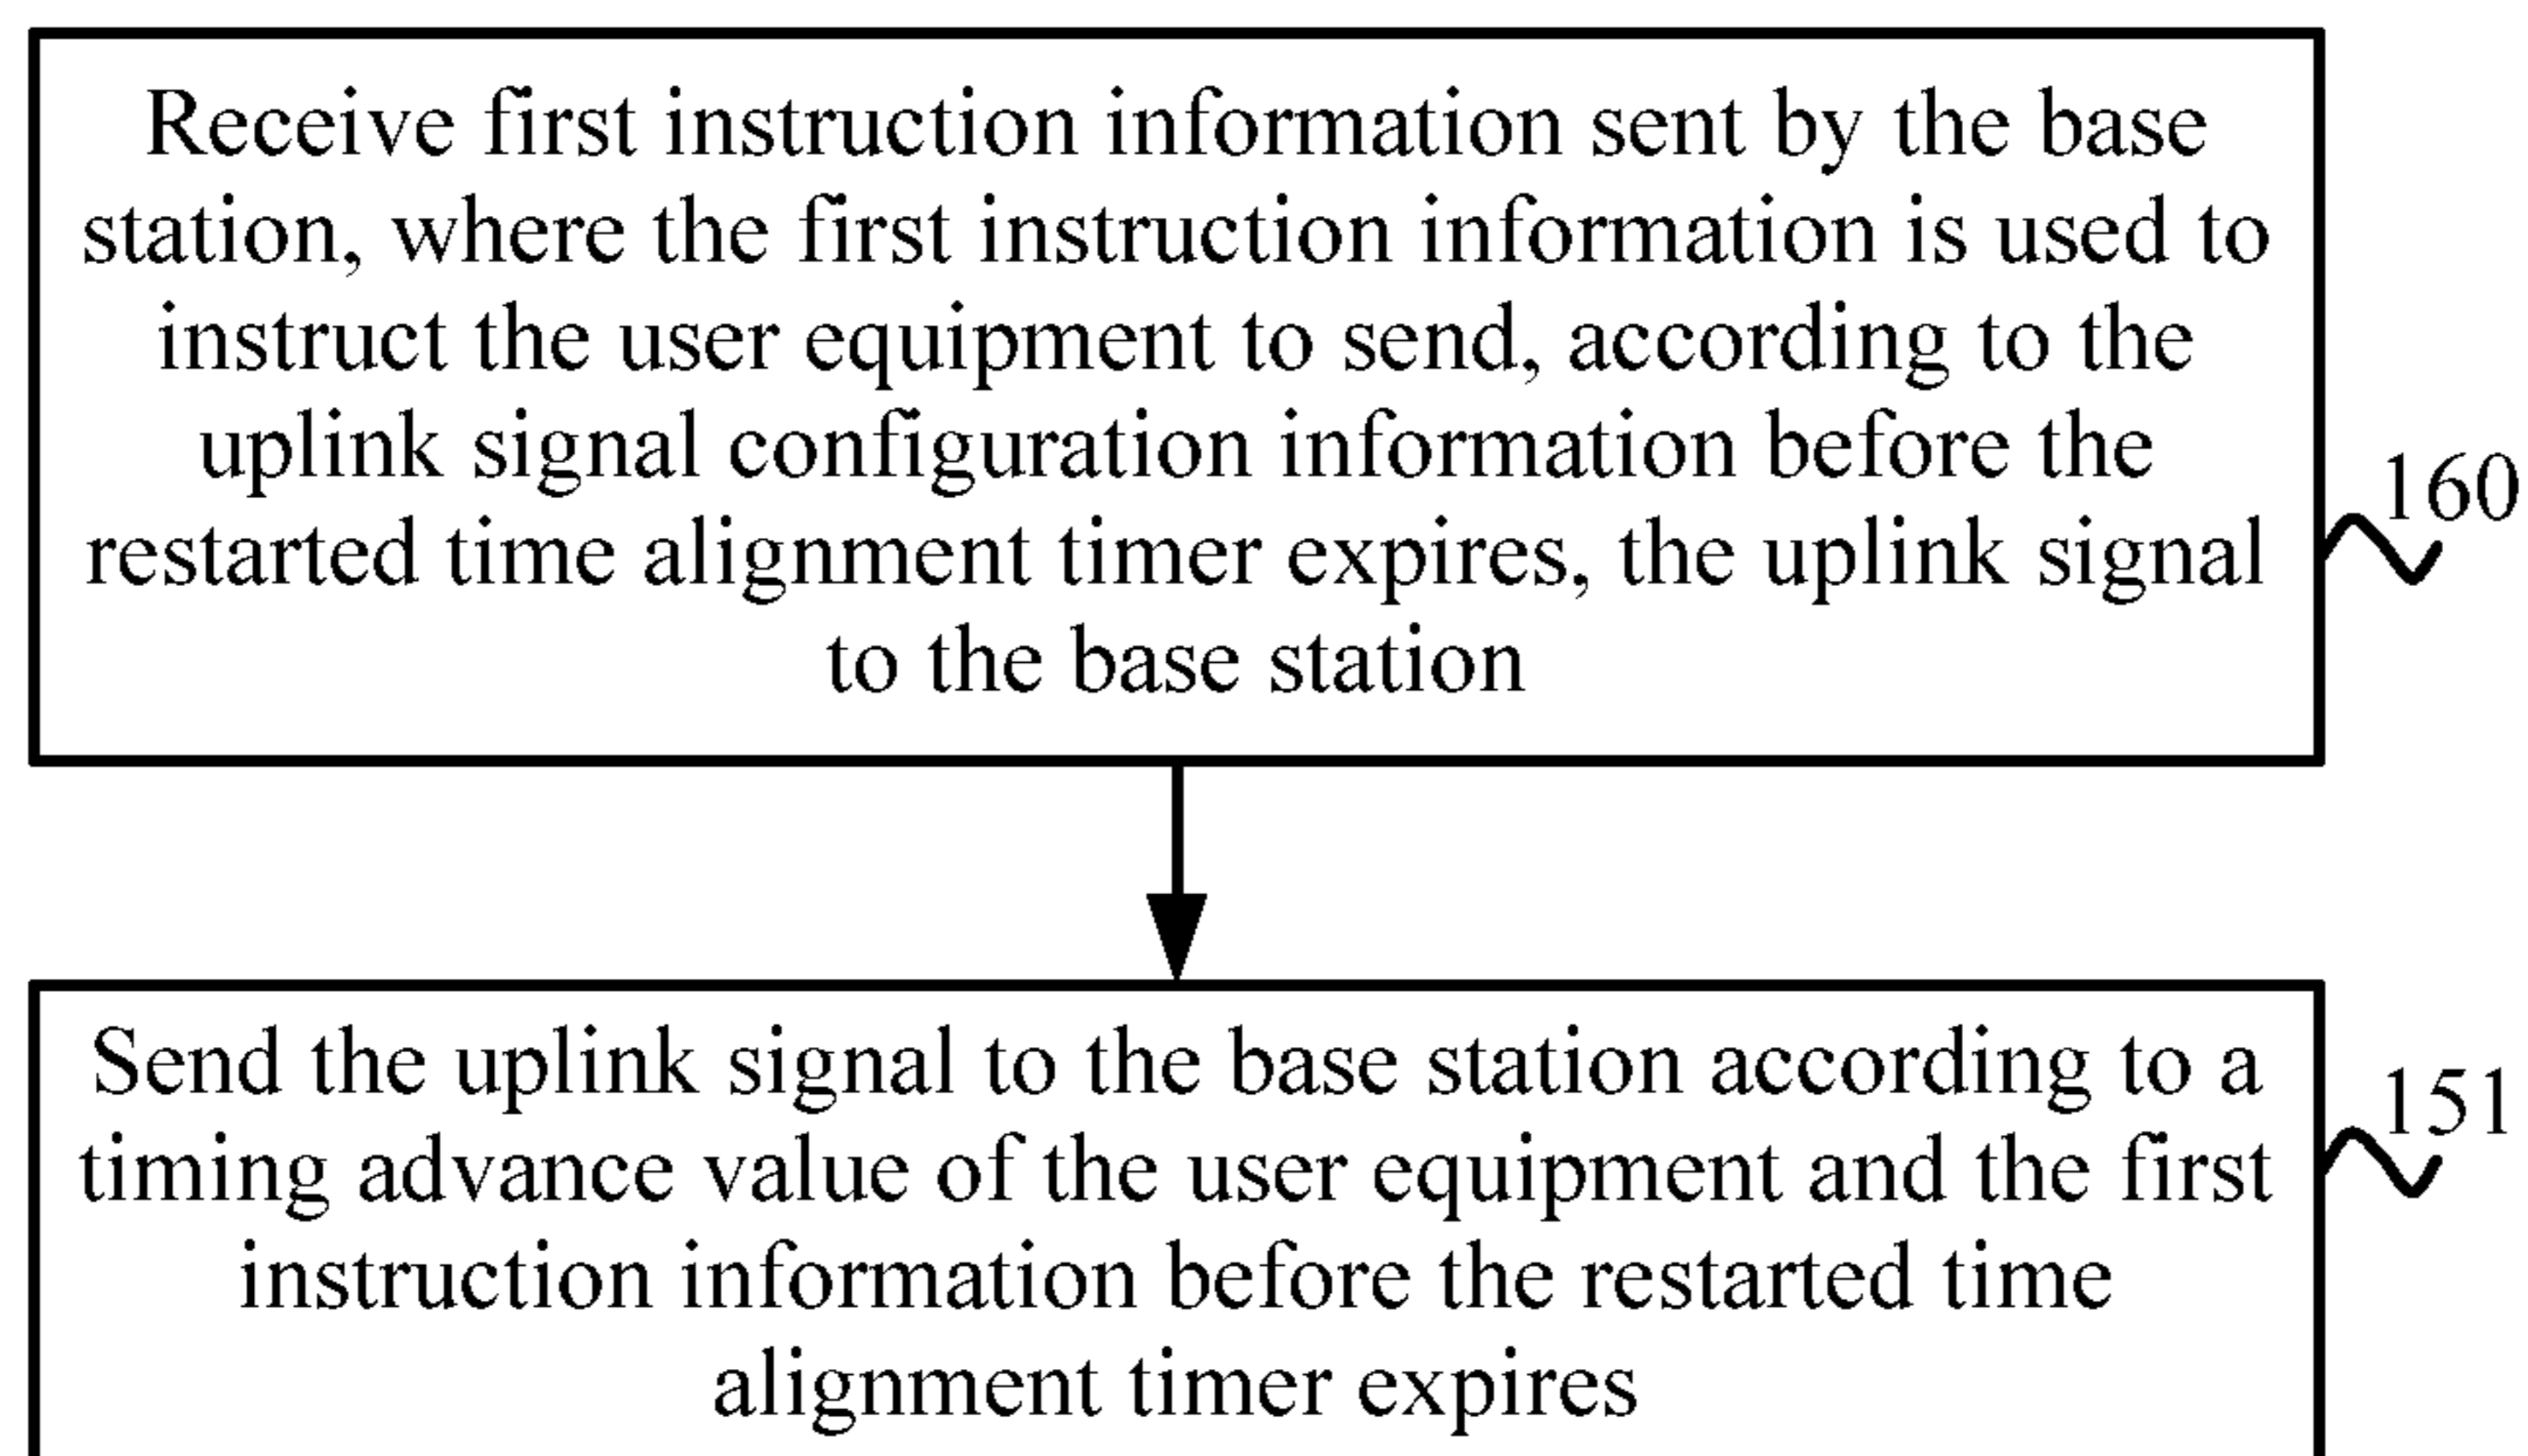 Receive first instruction information sent by the base
station, where the first instruction information is used to
instruct the user equipment to send, according to the
uplink signal configuration information before the
restarted time alignment timer expires, the uplink signal
to the base station
160
Send the uplink signal to the base station according to a
timing advance value of the user equipment and the first
instruction information before the restarted time
alignment timer expires
151